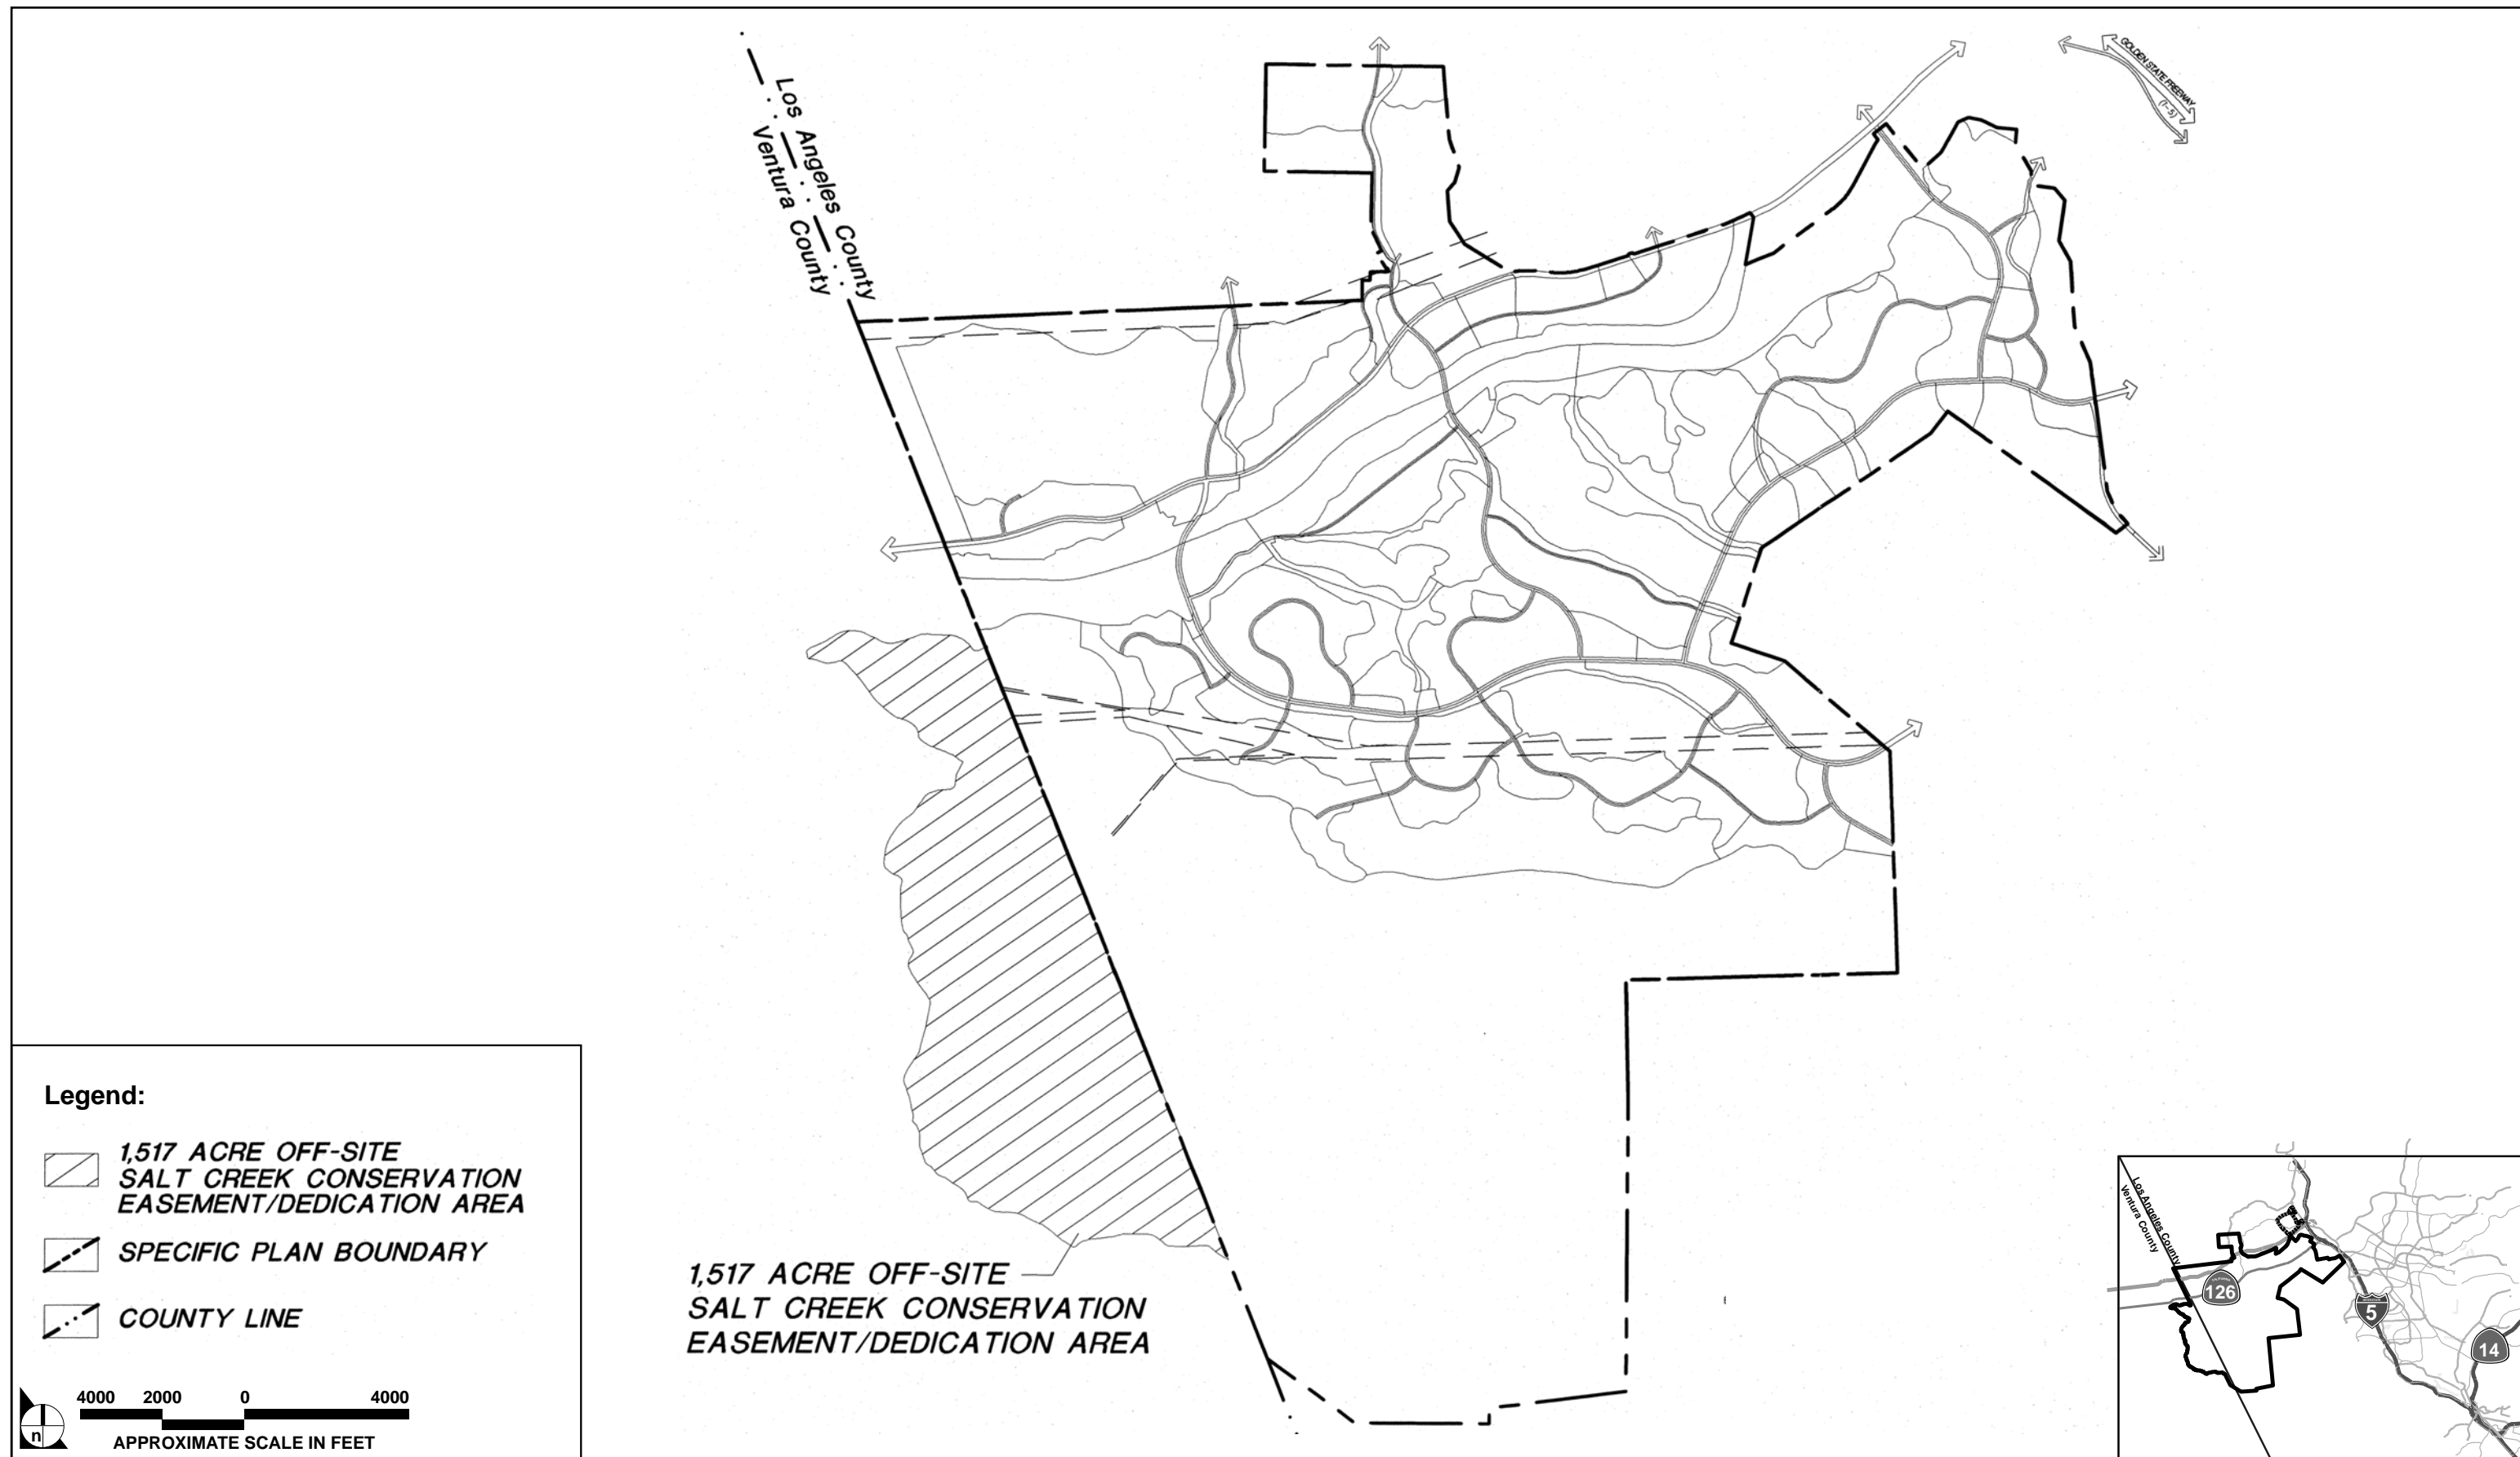 Los Angeles County
Ventura County
GOLDEN STATE FREEWAY
(I-5)
Legend:
1,517 ACRE OFF-SITE
SALT CREEK CONSERVATION
EASEMENT/DEDICATION AREA
SPECIFIC PLAN BOUNDARY
COUNTY LINE
4000 2000 0 4000
APPROXIMATE SCALE IN FEET
n
1,517 ACRE OFF-SITE
SALT CREEK CONSERVATION
EASEMENT/DEDICATION AREA
Los Angeles County
Ventura County
126
5
14